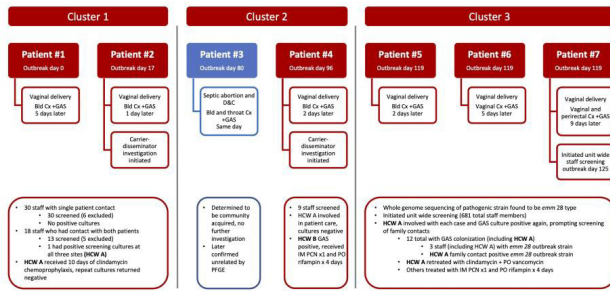 Cluster 1
Cluster 2
Cluster 3
Patient #1
Outbreak day 0
Vaginal delivery
Bld Cx +GAS
5 days later
Patient #2
Outbreak day 17
Vaginal delivery
Bld Cx +GAS
1 day later
Carrier-
disseminator
investigation
initiated
Patient #3
Outbreak day 80
Septic abortion and
D&C
Bld and throat Cx
+GAS
Same day
Patient #4
Outbreak day 96
Vaginal delivery
Bld Cx +GAS
2 days later
Carrier-
disseminator
investigation
initiated
Patient #5
Outbreak day 119
Vaginal delivery
Bld Cx +GAS
2 days later
Patient #6
Outbreak day 119
Vaginal delivery
Vaginal Cx +GAS
5 days later
Patient #7
Outbreak day 119
Vaginal delivery
Vaginal and
perirectal Cx +GAS
9 days later
Initiated unit wide
staff screening
outbreak day 125
• 30 staff with single patient contact
• 30 screened (6 excluded)
• No positive cultures
• 18 staff who had contact with both patients
• 13 screened (5 excluded)
• 1 had positive screening cultures at
all three sites (HCW A)
• HCW A received 10 days of clindamycin
chemoprophylaxis, repeat cultures returned
negative
• Determined to
be community
acquired, no
further
investigation
• Later
confirmed
unrelated by
PFGE
• 9 staff screened
• HCW A involved
in patient care,
cultures negative
• HCW B GAS
positive, received
IM PCN x1 and PO
rifampin x 4 days
• Whole genome sequencing of pathogenic strain found to be emm 28 type
• Initiated unit wide screening (681 total staff members)
• HCW A involved with each case and GAS culture positive again, prompting screening
of family contacts
• 12 total with GAS colonization (including HCW A)
• 3 staff (including HCW A) with emm 28 outbreak strain
• HCW A family contact positive emm 28 outbreak strain
• HCW A retreated with clindamycin + PO vancomycin
• Others treated with IM PCN x1 and PO rifampin x 4 days